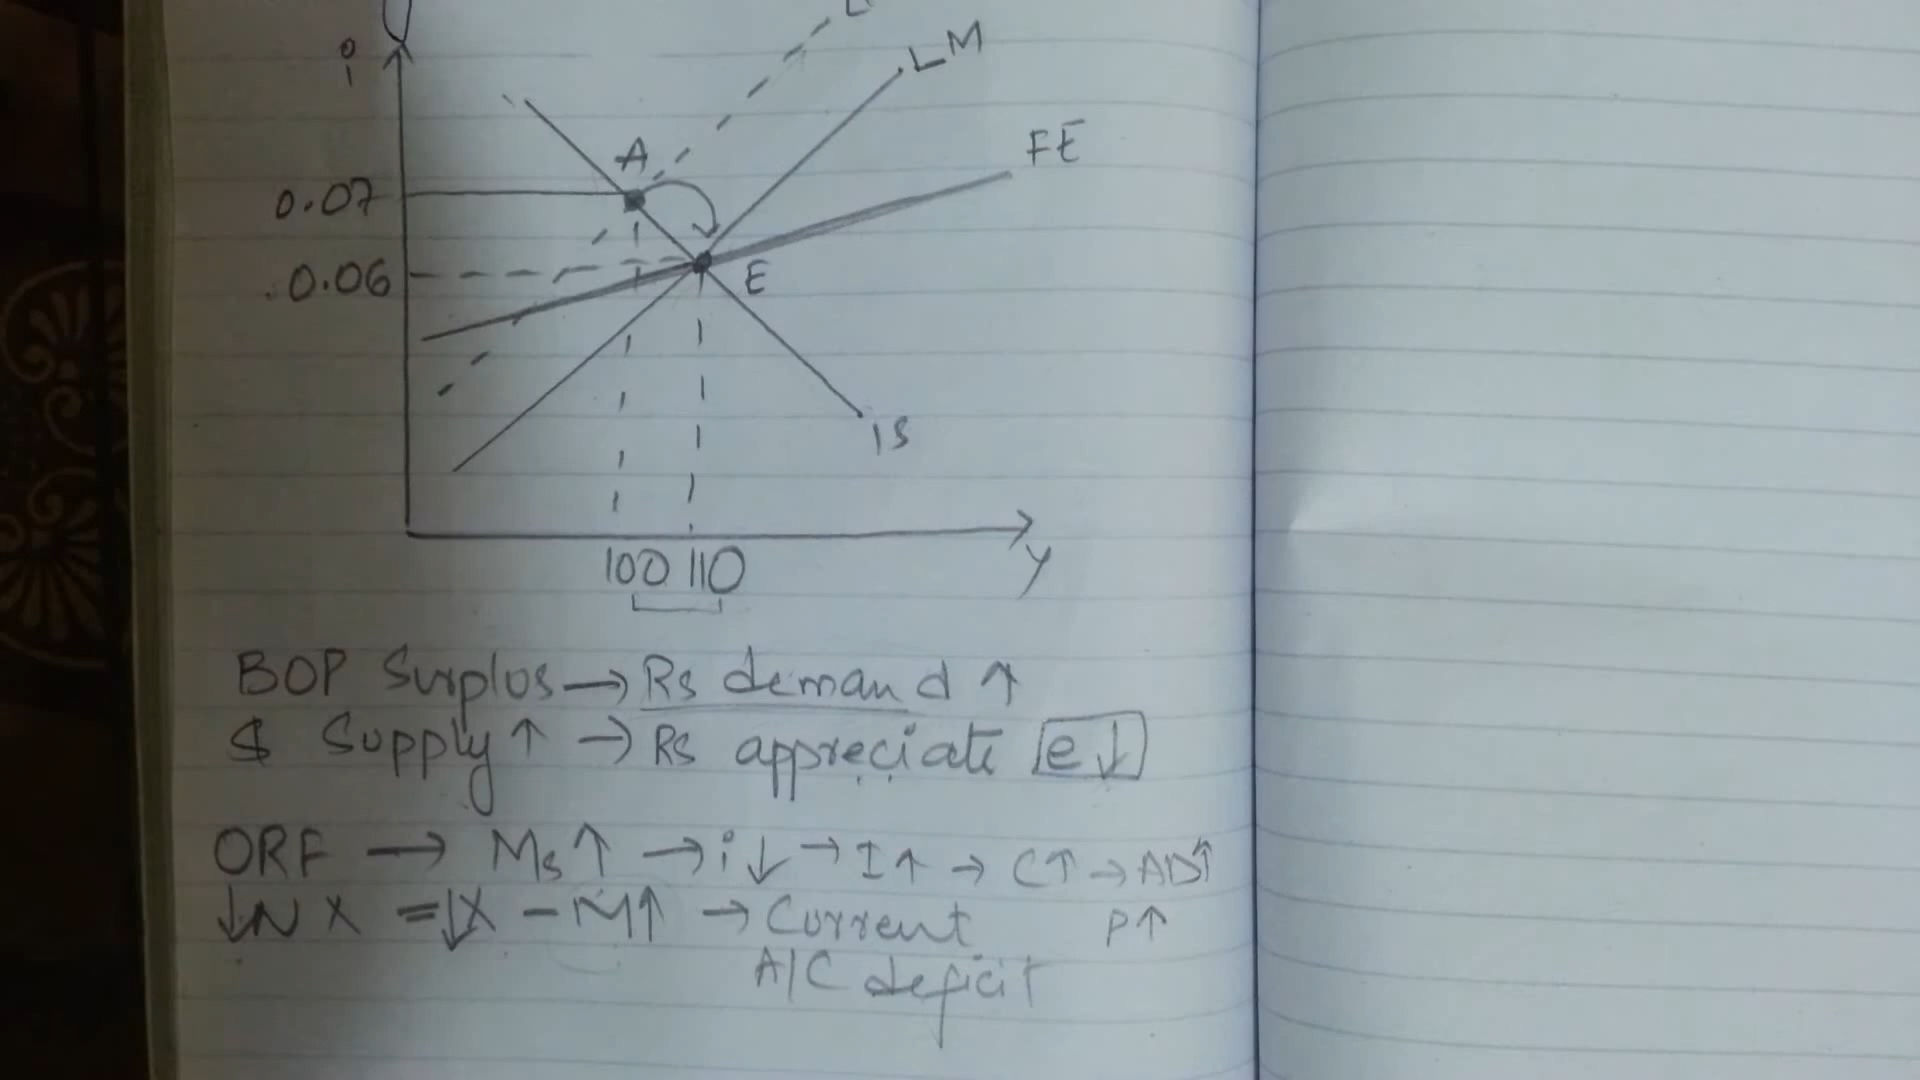 i
LM
FE
A
0.07
0.06
E
IS
100 110
y
BOP Surplus → Rs demand ↑
$ Supply ↑ → Rs appreciate e↓
ORF → Ms ↑ → i↓ → I↑ → C↑ → AD↑
↓NX = ↓X - M↑ → Current P↑
A/C deficit